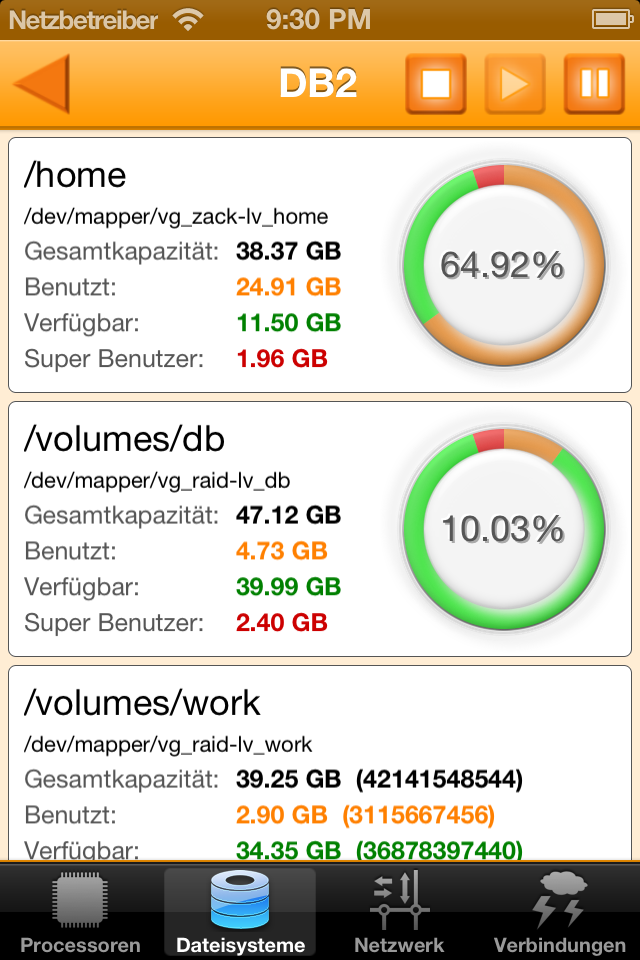 Netzbetreiber 9:30 PM
DB2
/home
/dev/mapper/vg_zack-lv_home
Gesamtkapazität: 38.37 GB
Benutzt: 24.91 GB
Verfügbar: 11.50 GB
Super Benutzer: 1.96 GB
64.92%
/volumes/db
/dev/mapper/vg_raid-lv_db
Gesamtkapazität: 47.12 GB
Benutzt: 4.73 GB
Verfügbar: 39.99 GB
Super Benutzer: 2.40 GB
10.03%
/volumes/work
/dev/mapper/vg_raid-lv_work
Gesamtkapazität: 39.25 GB (42141548544)
Benutzt: 2.90 GB (3115667456)
Verfügbar: 34.35 GB (36878397440)
Processoren Dateisysteme Netzwerk Verbindungen